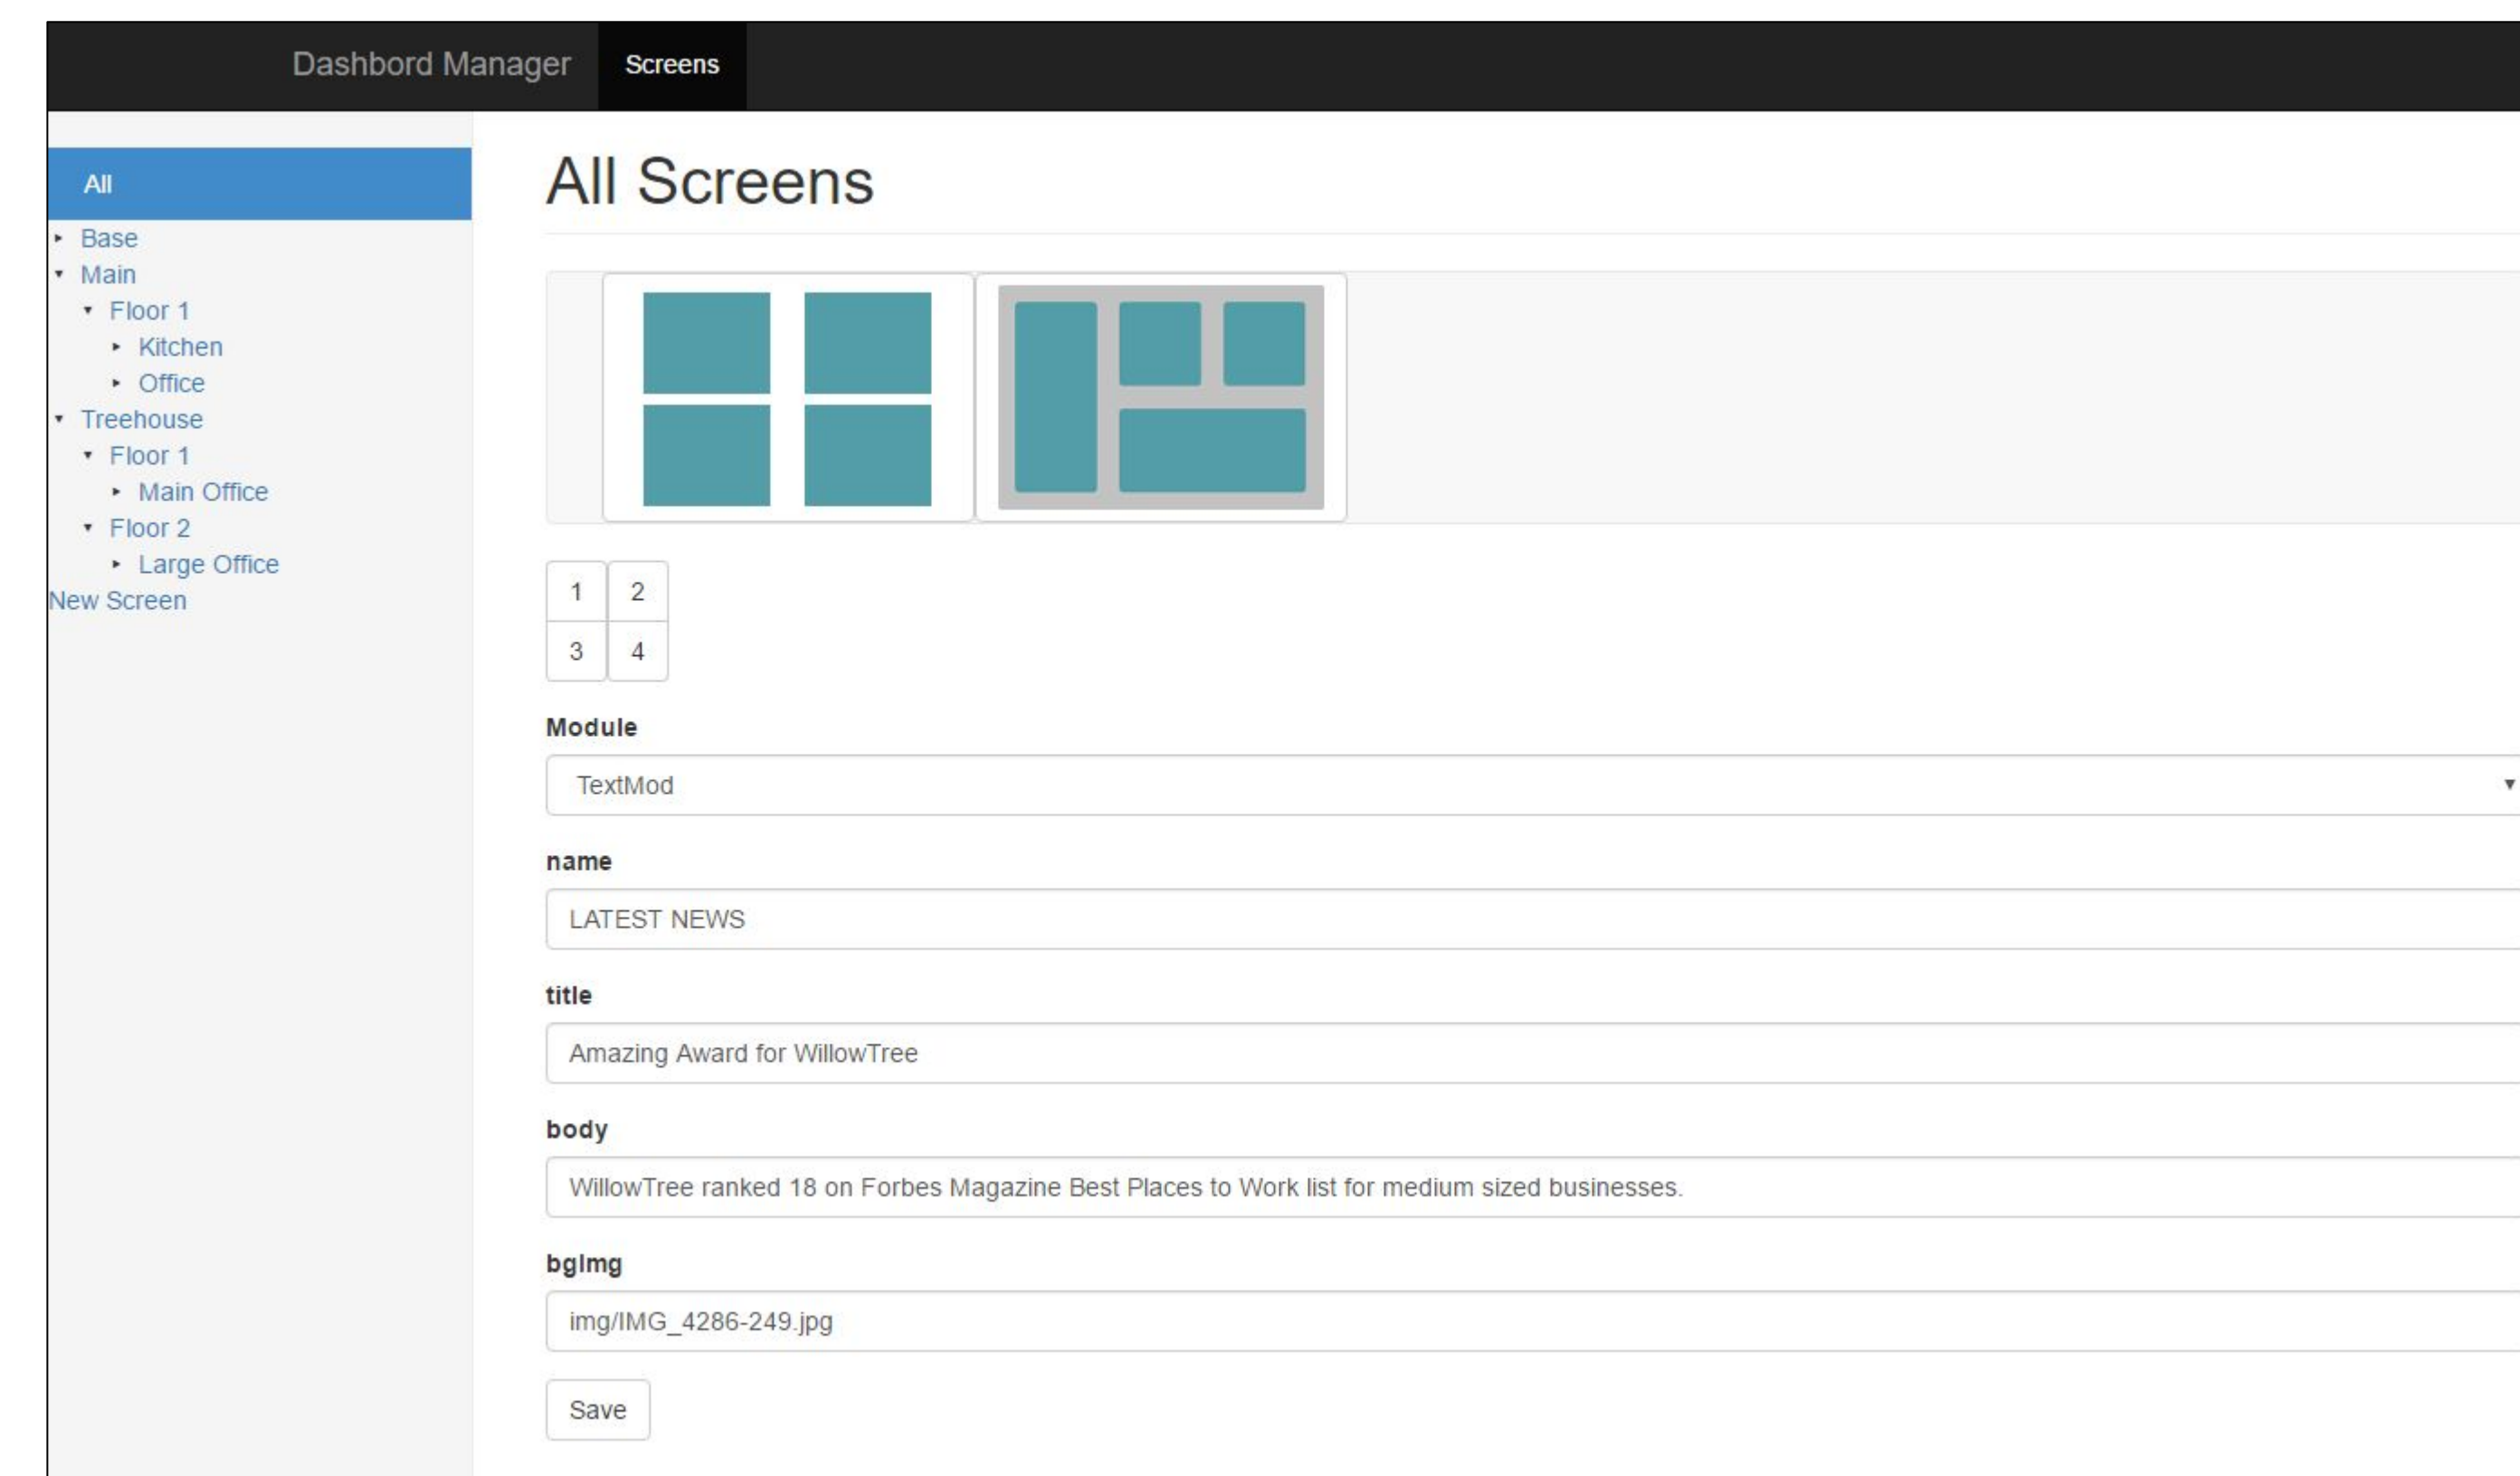 Dashbord Manager Screens
All
Base
Main
Floor 1
Kitchen
Office
Treehouse
Floor 1
Main Office
Floor 2
Large Office
New Screen
All Screens
1 2
3 4
Module
TextMod
name
LATEST NEWS
title
Amazing Award for WillowTree
body
WillowTree ranked 18 on Forbes Magazine Best Places to Work list for medium sized businesses.
bgImg
img/IMG_4286-249.jpg
Save